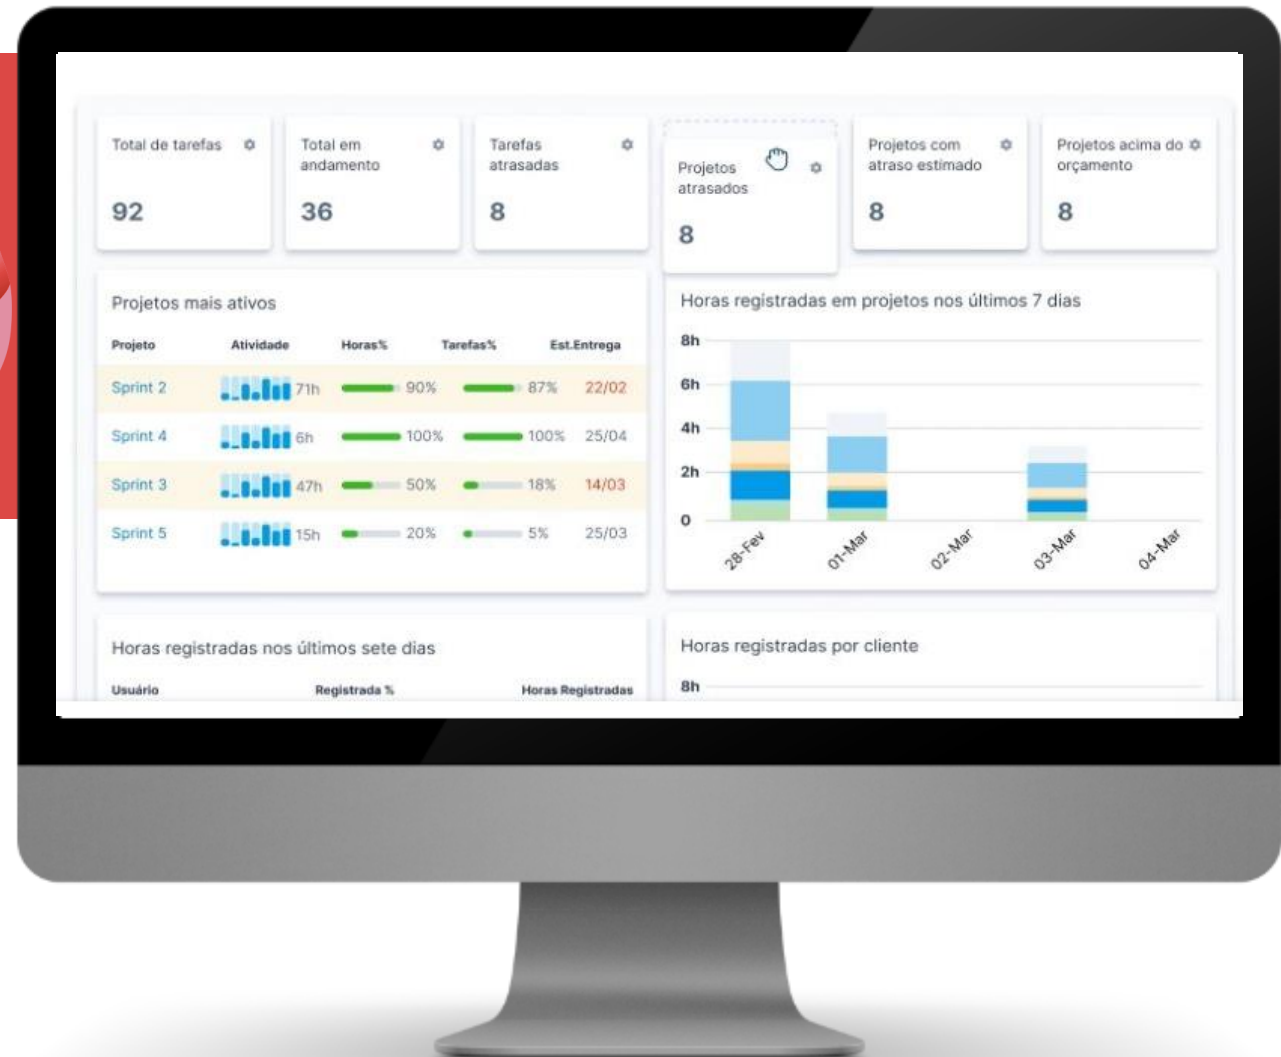 Total de tarefas
92
Total em
andamento
36
Tarefas
atrasadas
8
Projetos
atrasados
8
Projetos com
atraso estimado
8
Projetos acima do
orçamento
8
Projetos mais ativos
Projeto Atividade Horas% Tarefas% Est.Entrega
Sprint 2 71h 90% 87% 22/02
Sprint 4 6h 100% 100% 25/04
Sprint 3 47h 50% 18% 14/03
Sprint 5 15h 20% 5% 25/03
Horas registradas em projetos nos últimos 7 dias
8h
6h
4h
2h
0
28-Fev 01-Mar 02-Mar 03-Mar 04-Mar
Horas registradas nos últimos sete dias
Usuário Registrada % Horas Registradas
Horas registradas por cliente
8h